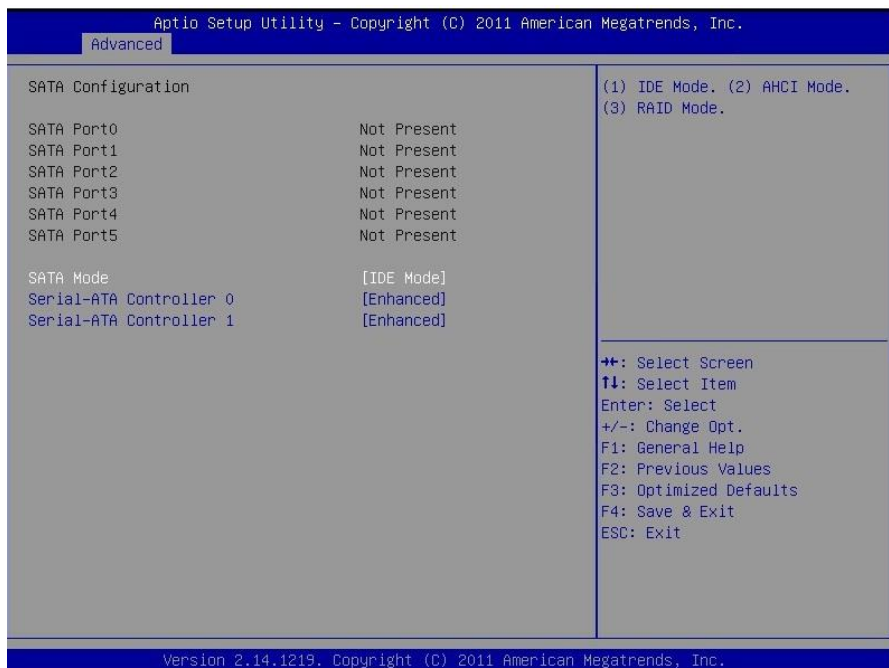 Aptio Setup Utility – Copyright (C) 2011 American Megatrends, Inc.
Advanced
SATA Configuration
SATA Port0 Not Present
SATA Port1 Not Present
SATA Port2 Not Present
SATA Port3 Not Present
SATA Port4 Not Present
SATA Port5 Not Present
SATA Mode [IDE Mode]
Serial-ATA Controller 0 [Enhanced]
Serial-ATA Controller 1 [Enhanced]
(1) IDE Mode. (2) AHCI Mode.
(3) RAID Mode.
→←: Select Screen
↑↓: Select Item
Enter: Select
+/-: Change Opt.
F1: General Help
F2: Previous Values
F3: Optimized Defaults
F4: Save & Exit
ESC: Exit
Version 2.14.1219. Copyright (C) 2011 American Megatrends, Inc.